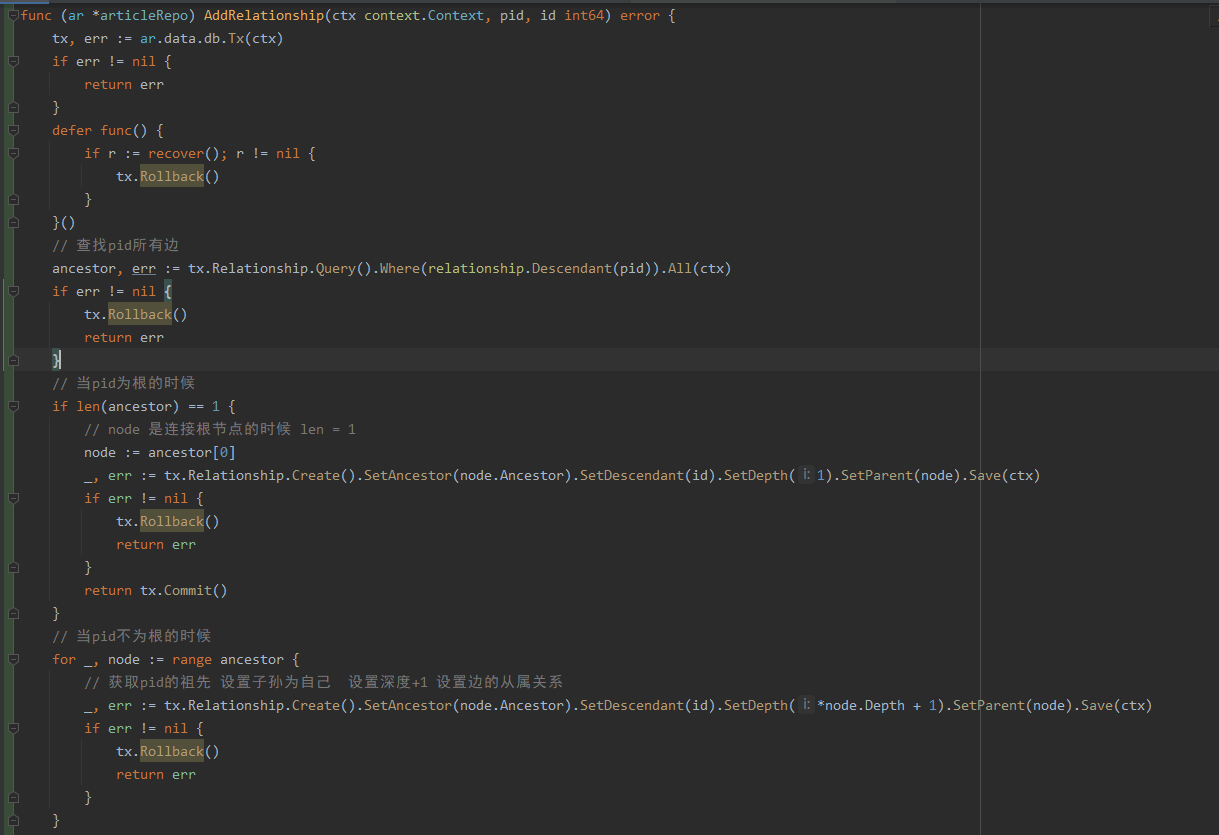 func (ar *articleRepo) AddRelationship(ctx context.Context, pid, id int64) error {
    tx, err := ar.data.db.Tx(ctx)
    if err != nil {
        return err
    }
    defer func() {
        if r := recover(); r != nil {
            tx.Rollback()
        }
    }()
    // 查找pid所有边
    ancestor, err := tx.Relationship.Query().Where(relationship.Descendant(pid)).All(ctx)
    if err != nil {
        tx.Rollback()
        return err
    }
    // 当pid为根的时候
    if len(ancestor) == 1 {
        // node 是连接根节点的时候 len = 1
        node := ancestor[0]
        _, err := tx.Relationship.Create().SetAncestor(node.Ancestor).SetDescendant(id).SetDepth( i: 1).SetParent(node).Save(ctx)
        if err != nil {
            tx.Rollback()
            return err
        }
        return tx.Commit()
    }
    // 当pid不为根的时候
    for _, node := range ancestor {
        // 获取pid的祖先 设置子孙为自己  设置深度+1 设置边的从属关系
        _, err := tx.Relationship.Create().SetAncestor(node.Ancestor).SetDescendant(id).SetDepth( i: *node.Depth + 1).SetParent(node).Save(ctx)
        if err != nil {
            tx.Rollback()
            return err
        }
    }